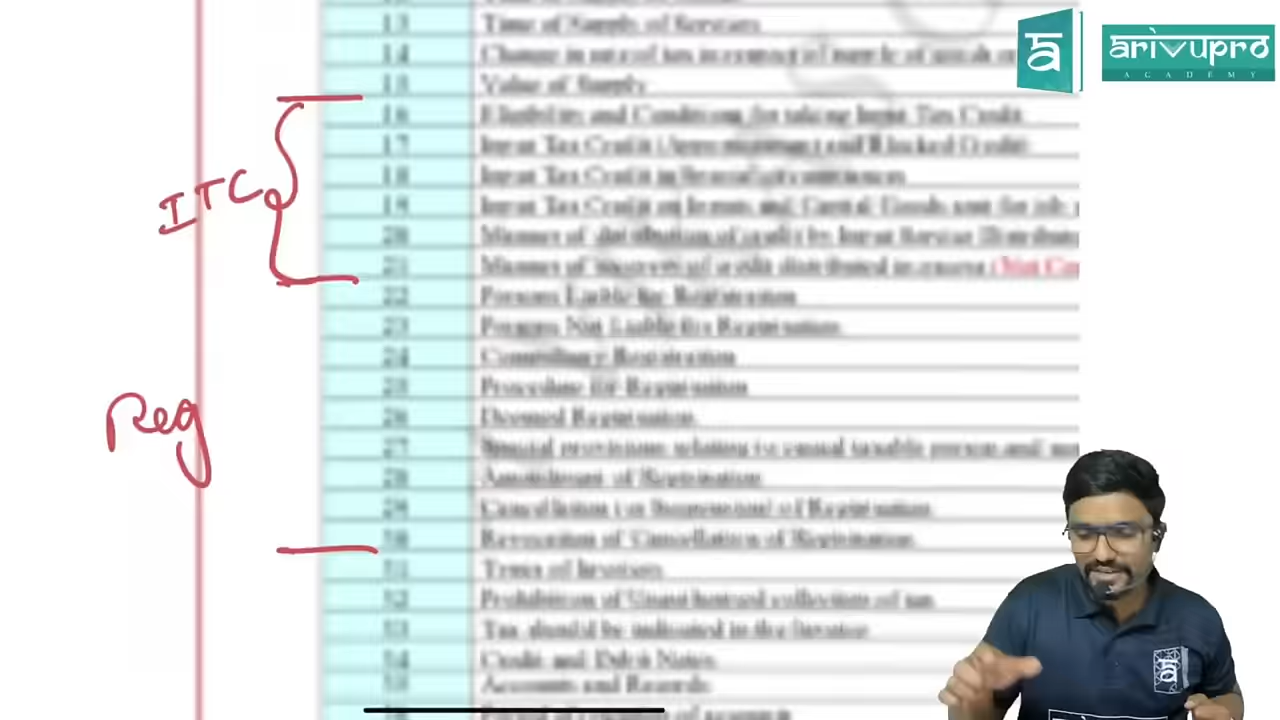 13 Time of Supply of Services
14 Change in rate of tax in respect of supply of goods or
15 Value of Supply
16 Eligibility and Conditions for taking Input Tax Credit
17 Input Tax Credit (Apportionment) and Blocked Credit)
18 Input Tax Credit in Special circumstances
19 Input Tax Credit on Inputs and Capital Goods sent for job
20 Manner of distribution of credit by Input Service
21 Manner of recovery of credit distributed in excess (Not
22 Persons Liable for Registration
23 Persons Not Liable for Registration
24 Compulsory Registration
25 Procedure for Registration
26 Deemed Registration
27 Special provisions relating to casual taxable person and
28 Amendment of Registration
29 Cancellation (or Suspension) of Registration
30 Revocation of Cancellation of Registration
31 Types of Invoices
32 Prohibition of Unauthorised collection of tax
33 Tax should be indicated in the Invoice
34 Credit and Debit Notes
35 Accounts and Records
ITC
Reg
arivupro
ACADEMY